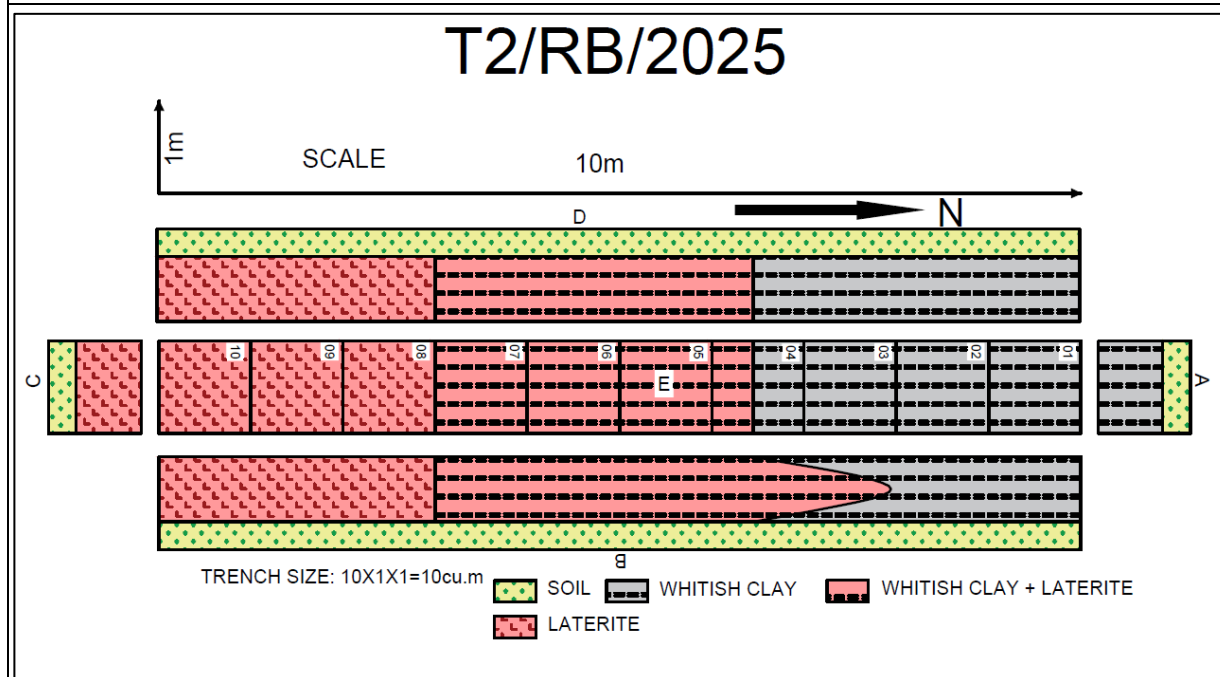 T2/RB/2025
1m
SCALE
10m
N
D
C
10
09
08
07
06
05
04
03
02
01
E
A
B
TRENCH SIZE: 10X1X1=10cu.m
SOIL
WHITISH CLAY
WHITISH CLAY + LATERITE
LATERITE